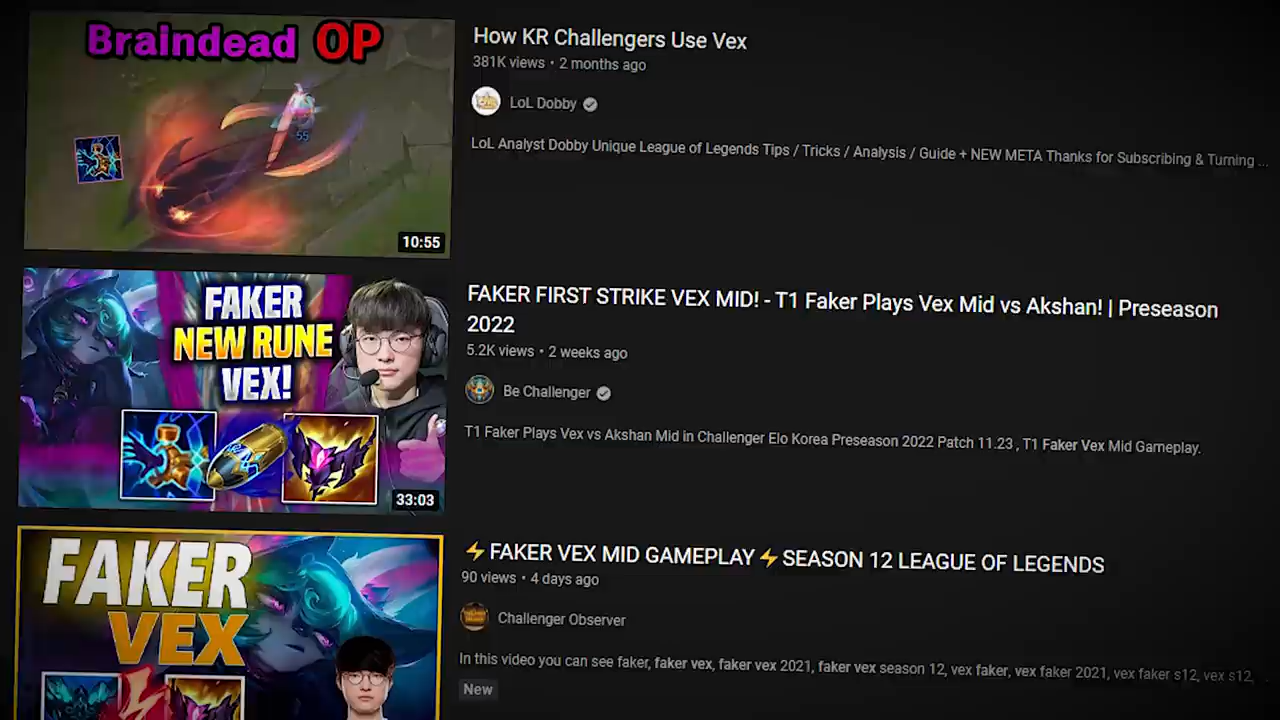 Braindead OP
55
10:55
How KR Challengers Use Vex
381K views • 2 months ago
LoL Dobby
LoL Analyst Dobby Unique League of Legends Tips / Tricks / Analysis / Guide + NEW META Thanks for Subscribing & Turning ...
FAKER
NEW RUNE
VEX!
33:03
FAKER FIRST STRIKE VEX MID! - T1 Faker Plays Vex Mid vs Akshan! | Preseason
2022
5.2K views • 2 weeks ago
Be Challenger
T1 Faker Plays Vex vs Akshan Mid in Challenger Elo Korea Preseason 2022 Patch 11.23 , T1 Faker Vex Mid Gameplay.
FAKER
VEX
⚡FAKER VEX MID GAMEPLAY⚡SEASON 12 LEAGUE OF LEGENDS
90 views • 4 days ago
Challenger Observer
In this video you can see faker, faker vex, faker vex 2021, faker vex season 12, vex faker, vex faker 2021, vex faker s12, vex s12, ...
New